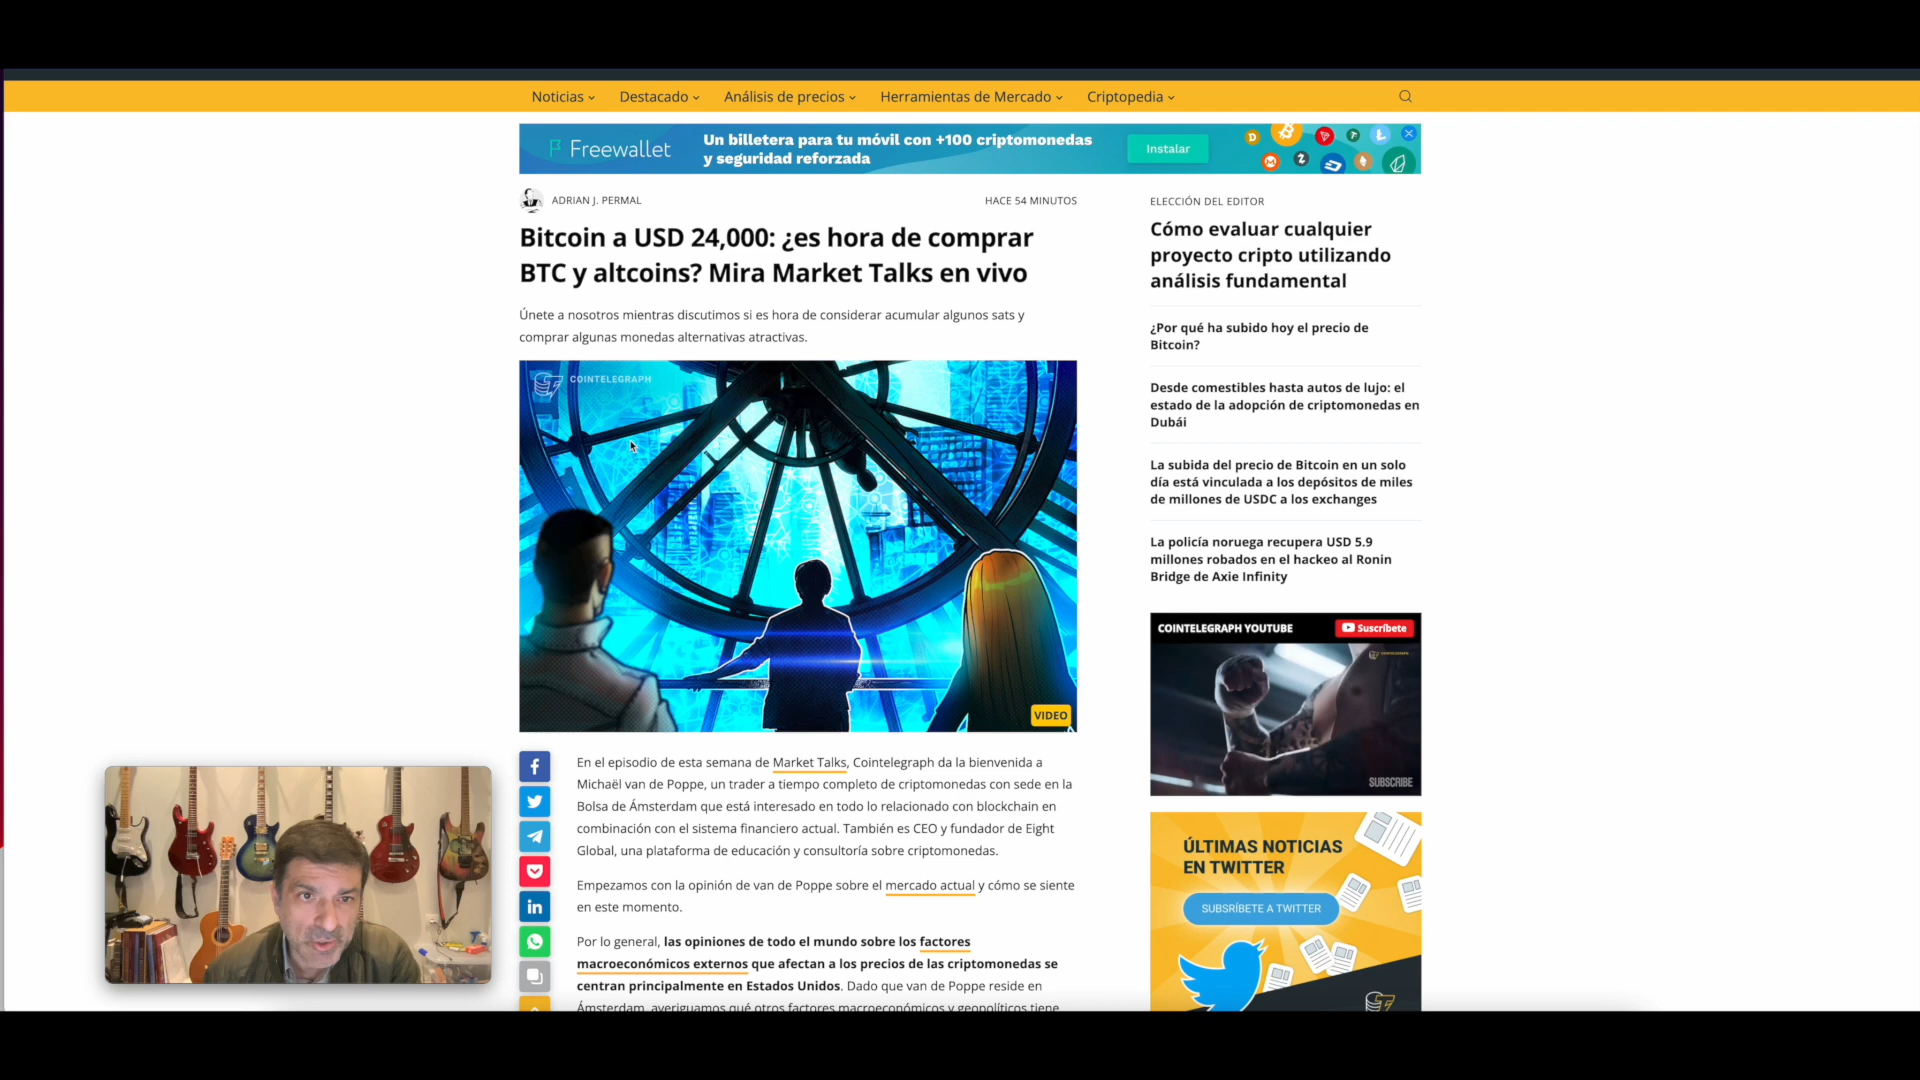 Noticias Destacado Análisis de precios Herramientas de Mercado Criptopedia
Freewallet
Un billetera para tu móvil con +100 criptomonedas
y seguridad reforzada
Instalar
ADRIAN J. PERMAL
HACE 54 MINUTOS
Bitcoin a USD 24,000: ¿es hora de comprar
BTC y altcoins? Mira Market Talks en vivo
Únete a nosotros mientras discutimos si es hora de considerar acumular algunos sats y
comprar algunas monedas alternativas atractivas.
COINTELEGRAPH
VIDEO
En el episodio de esta semana de Market Talks, Cointelegraph da la bienvenida a
Michaël van de Poppe, un trader a tiempo completo de criptomonedas con sede en la
Bolsa de Ámsterdam que está interesado en todo lo relacionado con blockchain en
combinación con el sistema financiero actual. También es CEO y fundador de Eight
Global, una plataforma de educación y consultoría sobre criptomonedas.
Empezamos con la opinión de van de Poppe sobre el mercado actual y cómo se siente
en este momento.
Por lo general, las opiniones de todo el mundo sobre los factores
macroeconómicos externos que afectan a los precios de las criptomonedas se
centran principalmente en Estados Unidos. Dado que van de Poppe reside en
Ámsterdam, averiguamos qué otros factores macroeconómicos y geopolíticos tiene
ELECCIÓN DEL EDITOR
Cómo evaluar cualquier
proyecto cripto utilizando
análisis fundamental
¿Por qué ha subido hoy el precio de
Bitcoin?
Desde comestibles hasta autos de lujo: el
estado de la adopción de criptomonedas en
Dubái
La subida del precio de Bitcoin en un solo
día está vinculada a los depósitos de miles
de millones de USDC a los exchanges
La policía noruega recupera USD 5.9
millones robados en el hackeo al Ronin
Bridge de Axie Infinity
COINTELEGRAPH YOUTUBE
Suscríbete
SUBSCRIBE
ÚLTIMAS NOTICIAS
EN TWITTER
SUBSRÍBETE A TWITTER